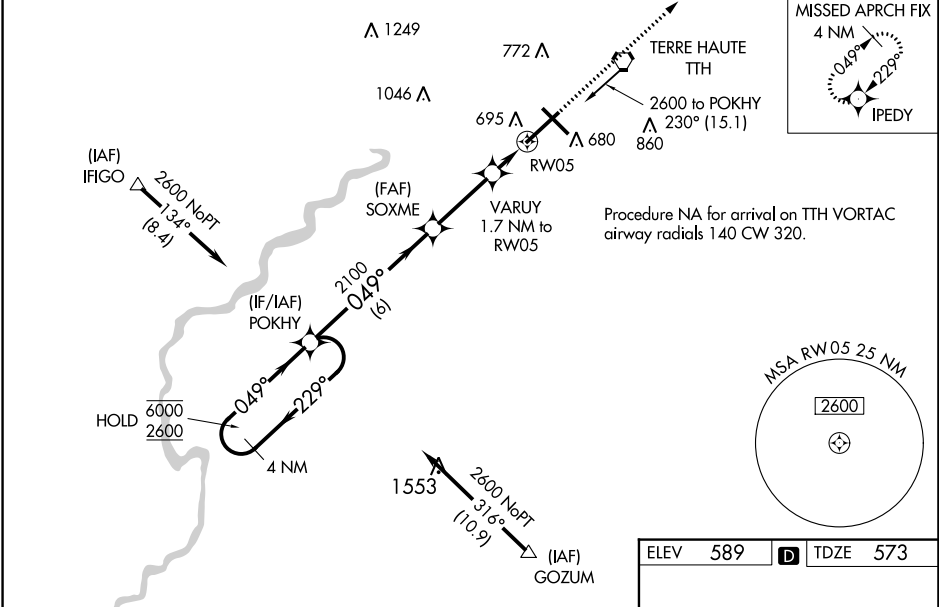 MISSED APRCH FIX
4 NM
049°
229°
IPEDY
1249
772
TERRE HAUTE
TTH
1046
2600 to POKHY
230° (15.1)
695
680
860
RW05
(IAF)
IFIGO
2600 NoPT
134°
(8.4)
(FAF)
SOXME
VARUY
1.7 NM to
RW05
Procedure NA for arrival on TTH VORTAC
airway radials 140 CW 320.
2100
049°
(6)
(IF/IAF)
POKHY
MSA RW05 25 NM
2600
049°
229°
HOLD
6000
2600
4 NM
1553
2600 NoPT
316°
(10.9)
(IAF)
GOZUM
ELEV 589 D TDZE 573